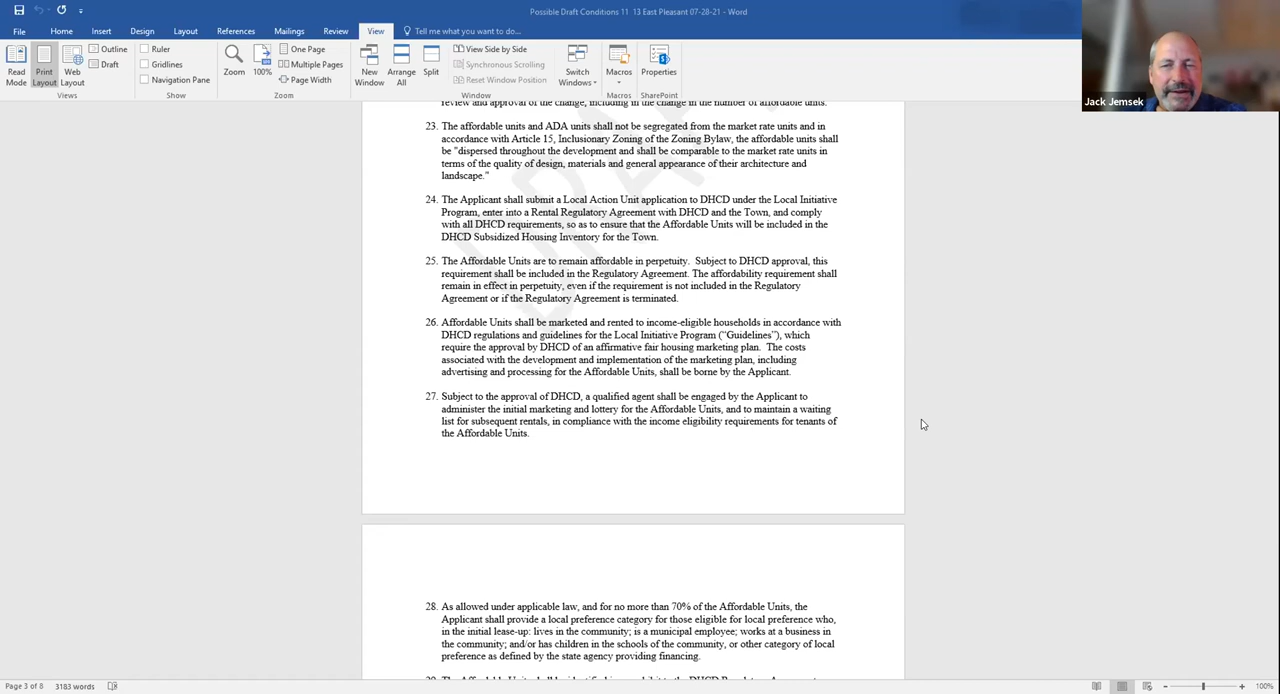 Possible Draft Conditions 11 13 East Pleasant 07-28-21 - Word
File Home Insert Design Layout References Mailings Review View Tell me what you want to do...
Read Mode
Print Layout
Web Layout
Outline
Draft
Views
Ruler
Gridlines
Navigation Pane
Show
Zoom
100%
One Page
Multiple Pages
Page Width
Zoom
New Window
Arrange All
Split
View Side by Side
Synchronous Scrolling
Reset Window Position
Window
Switch Windows
Macros
Macros
Properties
SharePoint
Jack Jemsek
DRAFT
review and approval of the change, including in the change in the number of affordable units.
23. The affordable units and ADA units shall not be segregated from the market rate units and in
accordance with Article 15, Inclusionary Zoning of the Zoning Bylaw, the affordable units shall
be "dispersed throughout the development and shall be comparable to the market rate units in
terms of the quality of design, materials and general appearance of their architecture and
landscape."
24. The Applicant shall submit a Local Action Unit application to DHCD under the Local Initiative
Program, enter into a Rental Regulatory Agreement with DHCD and the Town, and comply
with all DHCD requirements, so as to ensure that the Affordable Units will be included in the
DHCD Subsidized Housing Inventory for the Town.
25. The Affordable Units are to remain affordable in perpetuity. Subject to DHCD approval, this
requirement shall be included in the Regulatory Agreement. The affordability requirement shall
remain in effect in perpetuity, even if the requirement is not included in the Regulatory
Agreement or if the Regulatory Agreement is terminated.
26. Affordable Units shall be marketed and rented to income-eligible households in accordance with
DHCD regulations and guidelines for the Local Initiative Program (“Guidelines”), which
require the approval by DHCD of an affirmative fair housing marketing plan. The costs
associated with the development and implementation of the marketing plan, including
advertising and processing for the Affordable Units, shall be borne by the Applicant.
27. Subject to the approval of DHCD, a qualified agent shall be engaged by the Applicant to
administer the initial marketing and lottery for the Affordable Units, and to maintain a waiting
list for subsequent rentals, in compliance with the income eligibility requirements for tenants of
the Affordable Units.
28. As allowed under applicable law, and for no more than 70% of the Affordable Units, the
Applicant shall provide a local preference category for those eligible for local preference who,
in the initial lease-up: lives in the community; is a municipal employee; works at a business in
the community; and/or has children in the schools of the community, or other category of local
preference as defined by the state agency providing financing.
Page 3 of 8 3183 words
100%